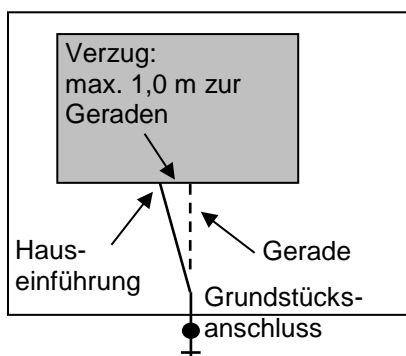 Verzug:
max. 1,0 m zur
Geraden
Haus-
einführung
Gerade
Grundstücks-
anschluss